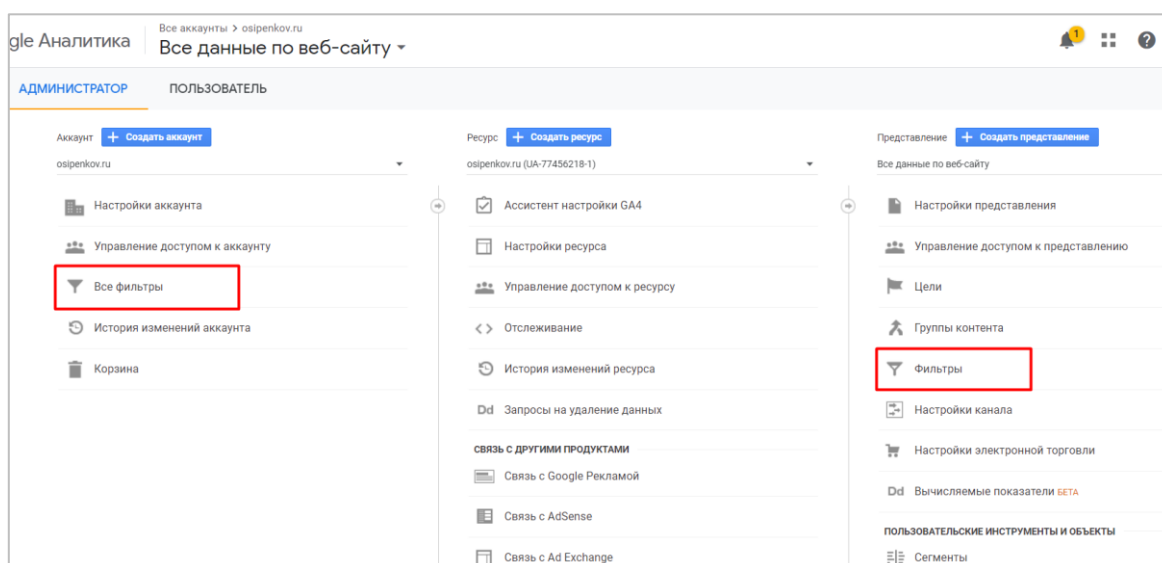 gle Аналитика
Все аккаунты > osipenkov.ru
Все данные по веб-сайту
1
АДМИНИСТРАТОР
ПОЛЬЗОВАТЕЛЬ
Аккаунт
+ Создать аккаунт
osipenkov.ru
Настройки аккаунта
Управление доступом к аккаунту
Все фильтры
История изменений аккаунта
Корзина
Ресурс
+ Создать ресурс
osipenkov.ru (UA-77456218-1)
Ассистент настройки GA4
Настройки ресурса
Управление доступом к ресурсу
Отслеживание
История изменений ресурса
Dd Запросы на удаление данных
СВЯЗЬ С ДРУГИМИ ПРОДУКТАМИ
Связь с Google Рекламой
Связь с AdSense
Связь с Ad Exchange
Представление
+ Создать представление
Все данные по веб-сайту
Настройки представления
Управление доступом к представлению
Цели
Группы контента
Фильтры
Настройки канала
Настройки электронной торговли
Dd Вычисляемые показатели БЕТА
ПОЛЬЗОВАТЕЛЬСКИЕ ИНСТРУМЕНТЫ И ОБЪЕКТЫ
Сегменты